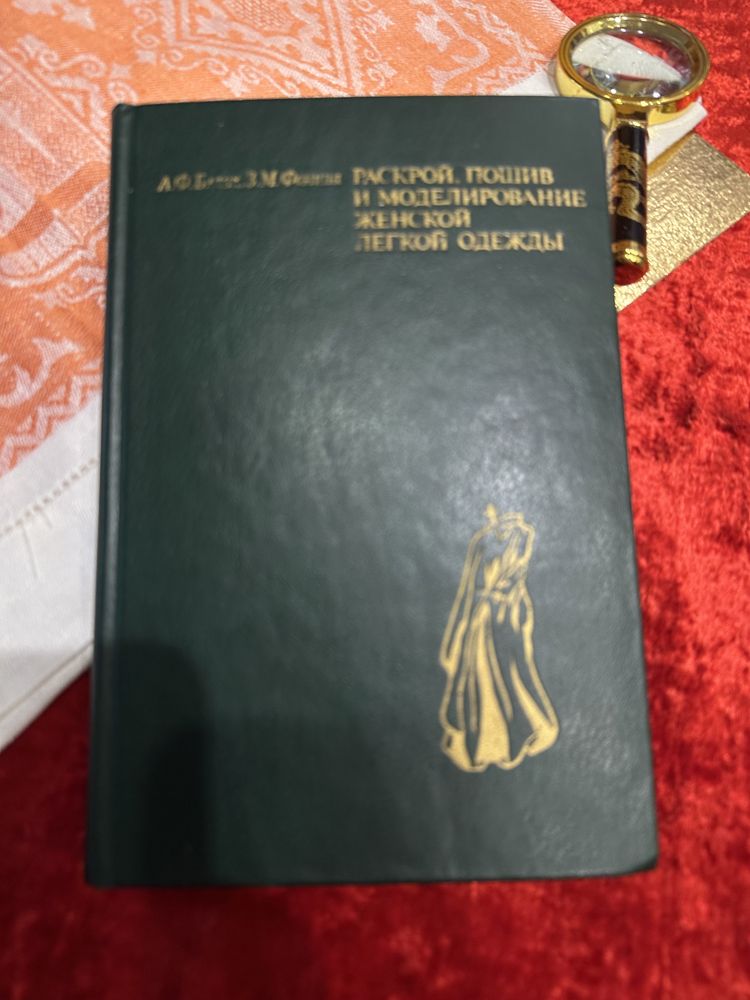 А.Ф. З.М. РАСКРОЙ, ПОШИВ
И МОДЕЛИРОВАНИЕ
ЖЕНСКОЙ
ЛЕГКОЙ ОДЕЖДЫ